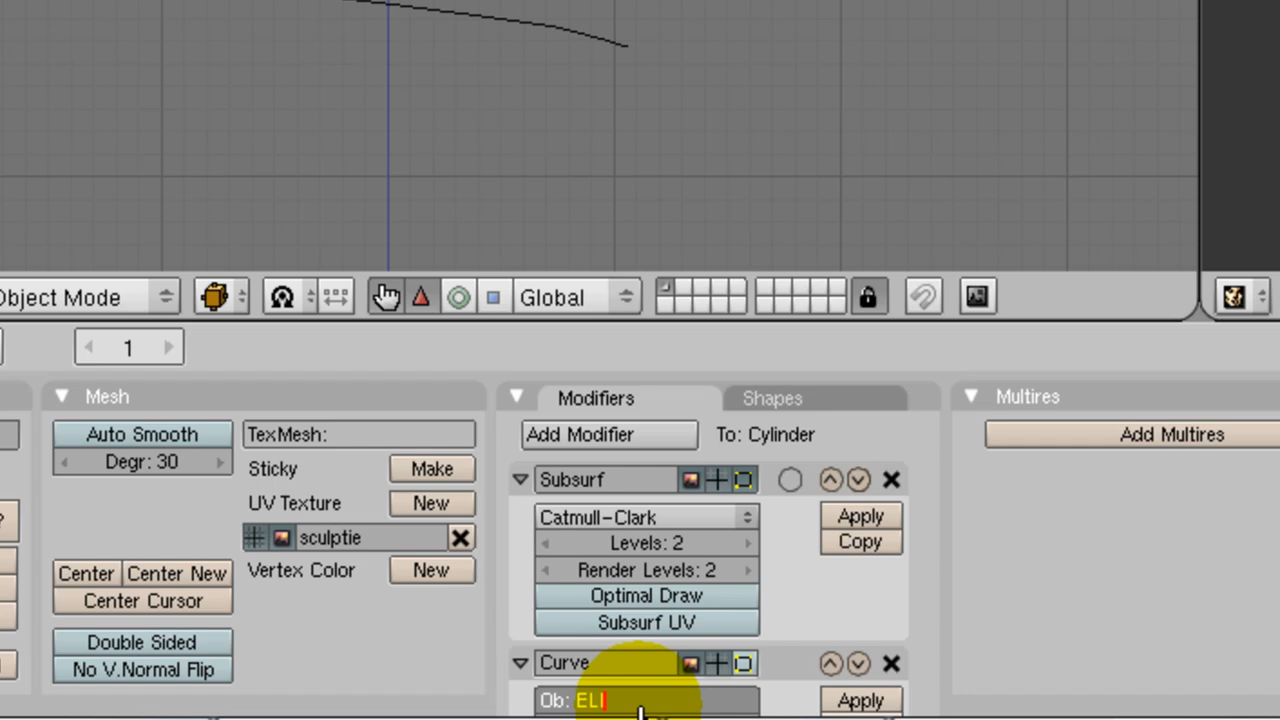 Object Mode
Global
1
Mesh
Modifiers
Shapes
Multires
Auto Smooth
TexMesh:
Add Modifier
To: Cylinder
Add Multires
Degr: 30
Sticky
Make
Subsurf
UV Texture
New
Catmull-Clark
Apply
sculptie
Levels: 2
Copy
Center
Center New
Vertex Color
New
Render Levels: 2
Center Cursor
Optimal Draw
Subsurf UV
Double Sided
No V.Normal Flip
Curve
Ob: ELI
Apply